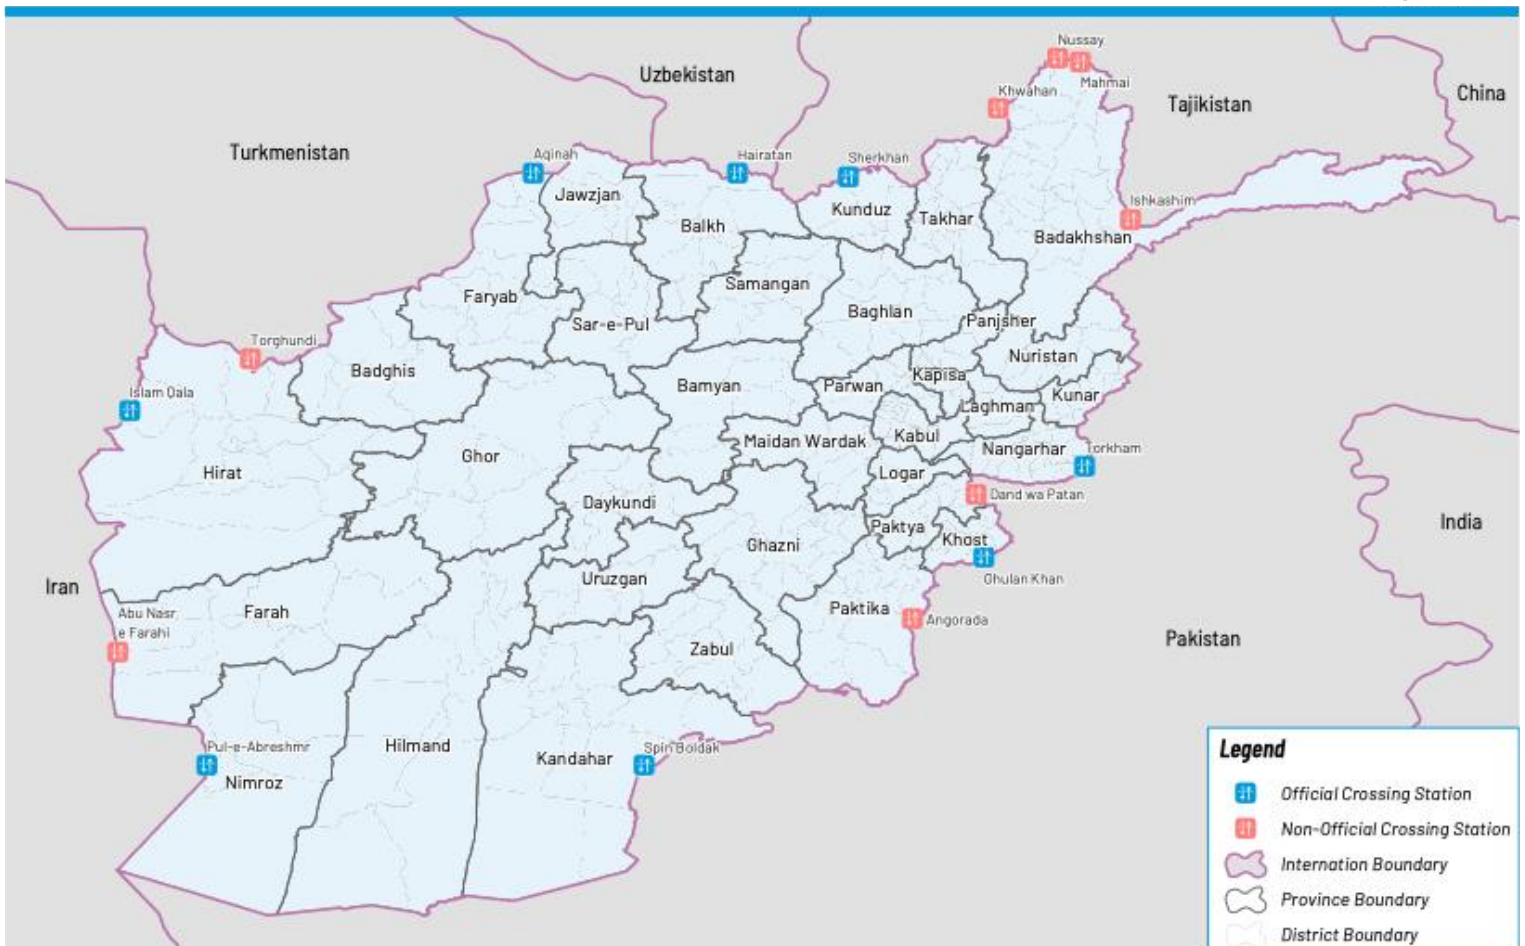 Nussay
Uzbekistan
Mahmai
China
Khwahan
Tajikistan
Turkmenistan
Aqinah
Hairatan
Sherkhan
Jawzjan
Ishkashim
Kunduz
Takhar
Balkh
Badakhshan
Samangan
Faryab
Baghlan
Sar-e-Pul
Panjsher
Torghundi
Nuristan
Badghis
Kapisa
Bamyan
Parwan
Islam Qala
Kunar
Laghman
Kabul
Maidan Wardak
Nangarhar
Torkham
Ghor
Hirat
Logar
Dand wa Patan
Daykundi
India
Paktya
Khost
Ghazni
Uruzgan
Ghulan Khan
Iran
Abu Nasr
e Farahi
Farah
Paktika
Angorada
Pakistan
Zabul
Pul-e-Abreshmr
Hilmand
Spin Boldak
Kandahar
Nimroz
Legend
Official Crossing Station
Non-Official Crossing Station
Internation Boundary
Province Boundary
District Boundary